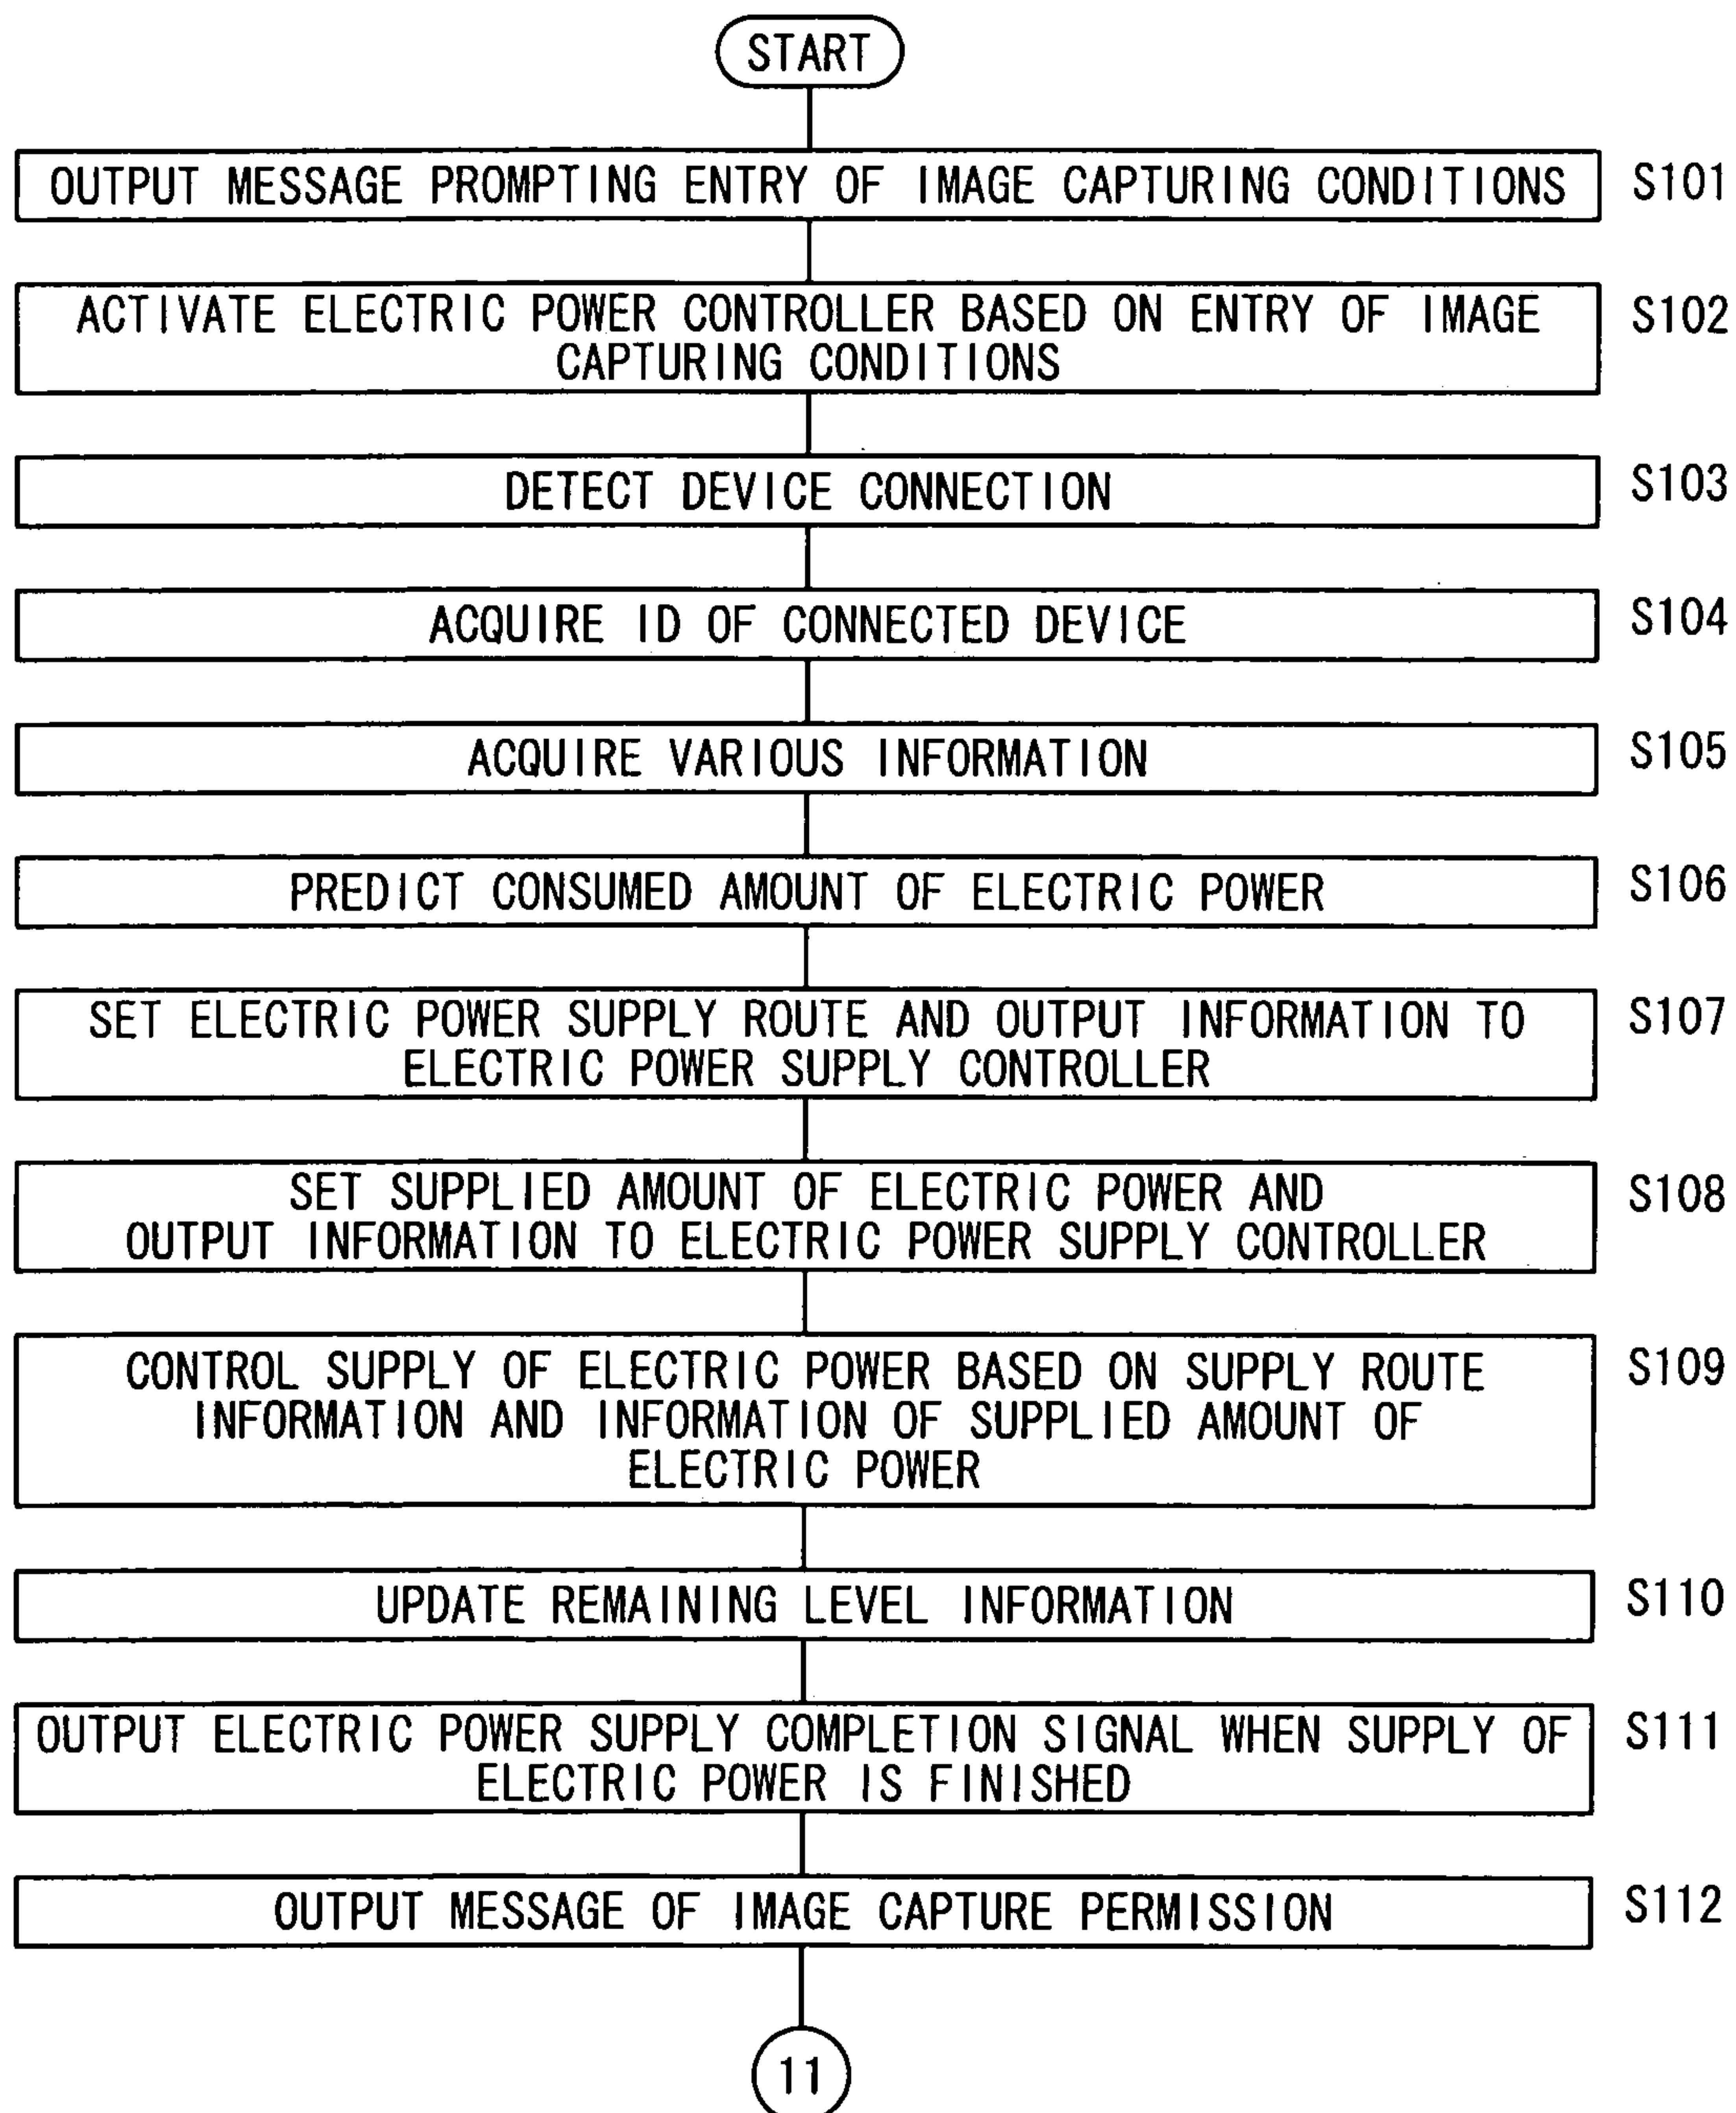 START
OUTPUT MESSAGE PROMPTING ENTRY OF IMAGE CAPTURING CONDITIONS S101
ACTIVATE ELECTRIC POWER CONTROLLER BASED ON ENTRY OF IMAGE S102
CAPTURING CONDITIONS
DETECT DEVICE CONNECTION S103
ACQUIRE ID OF CONNECTED DEVICE S104
ACQUIRE VARIOUS INFORMATION S105
PREDICT CONSUMED AMOUNT OF ELECTRIC POWER S106
SET ELECTRIC POWER SUPPLY ROUTE AND OUTPUT INFORMATION TO S107
ELECTRIC POWER SUPPLY CONTROLLER
SET SUPPLIED AMOUNT OF ELECTRIC POWER AND S108
OUTPUT INFORMATION TO ELECTRIC POWER SUPPLY CONTROLLER
CONTROL SUPPLY OF ELECTRIC POWER BASED ON SUPPLY ROUTE S109
INFORMATION AND INFORMATION OF SUPPLIED AMOUNT OF
ELECTRIC POWER
UPDATE REMAINING LEVEL INFORMATION S110
OUTPUT ELECTRIC POWER SUPPLY COMPLETION SIGNAL WHEN SUPPLY OF S111
ELECTRIC POWER IS FINISHED
OUTPUT MESSAGE OF IMAGE CAPTURE PERMISSION S112
11